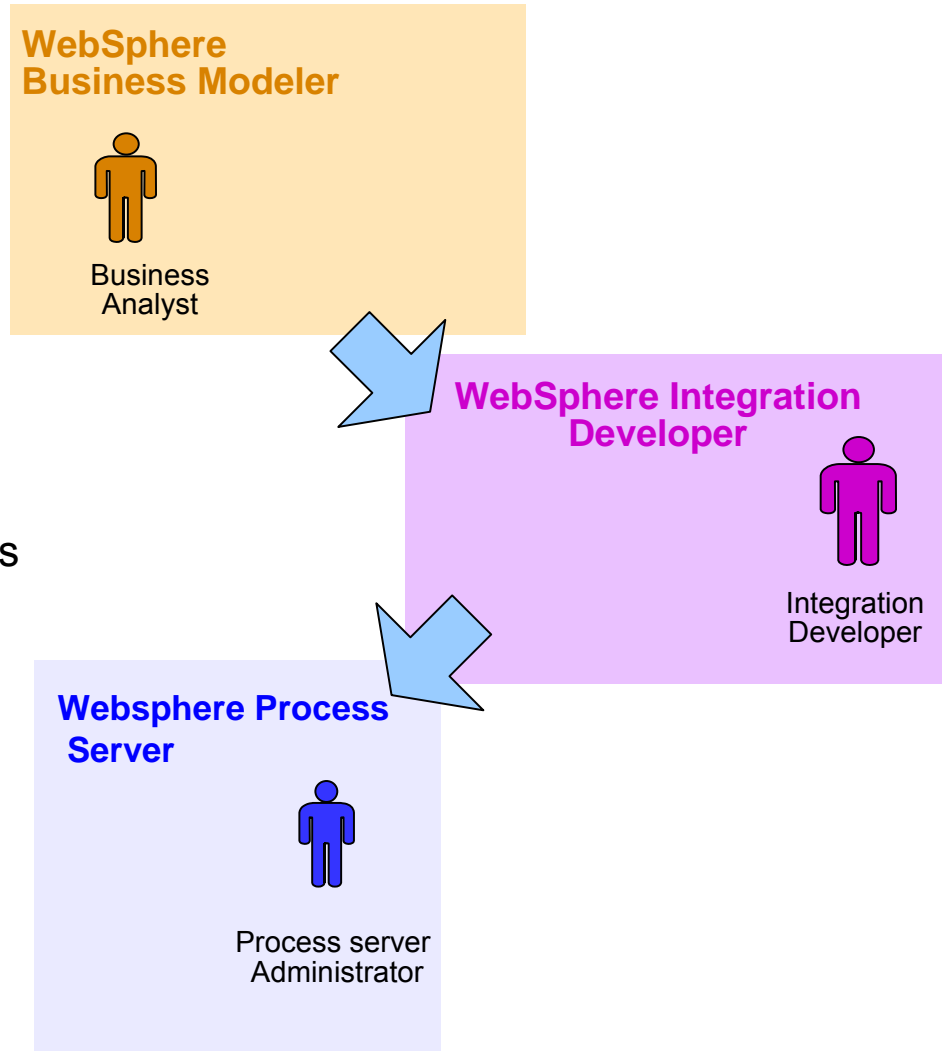 WebSphere
Business Modeler
Business
Analyst
WebSphere Integration
Developer
s
Integration
Developer
Websphere Process
Server
Process server
Administrator